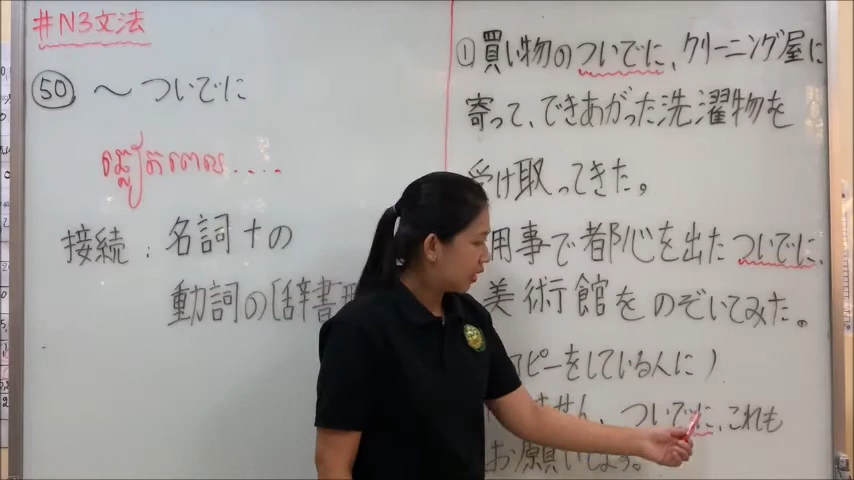 #N3文法
50 〜ついでに
ឆ្លៀតពេល....
接続：名詞+の
動詞の[辞書形
①買い物のついでに、クリーニング屋に
寄って、できあがった洗濯物を
受け取ってきた。
用事で都心を出たついでに、
美術館をのぞいてみた。
コピーをしている人に)
ません、ついでに、これも
お願いします。